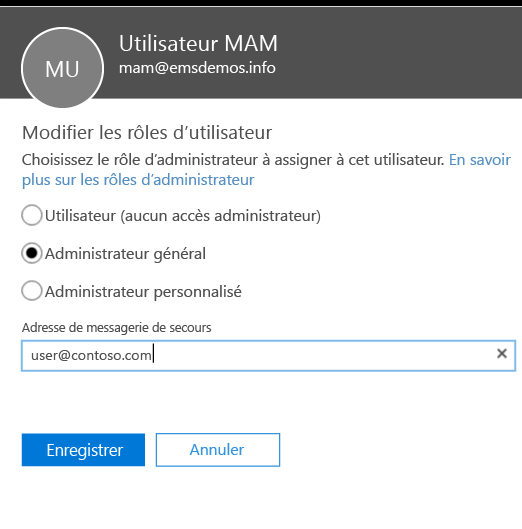 MU
Utilisateur MAM
mam@emsdemos.info
Modifier les rôles d’utilisateur
Choisissez le rôle d’administrateur à assigner à cet utilisateur. En savoir
plus sur les rôles d’administrateur
Utilisateur (aucun accès administrateur)
Administrateur général
Administrateur personnalisé
Adresse de messagerie de secours
user@contoso.com
Enregistrer
Annuler